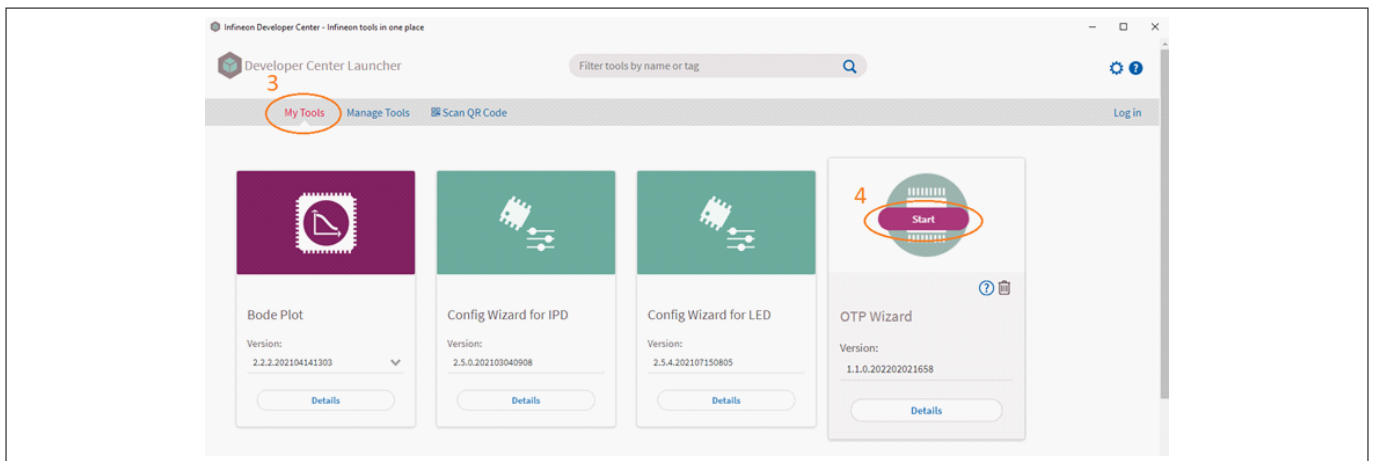 Infineon Developer Center - Infineon tools in one place
Developer Center Launcher
Filter tools by name or tag
3
My Tools
Manage Tools
Scan QR Code
Log in
4
Start
Bode Plot
Config Wizard for IPD
Config Wizard for LED
OTP Wizard
Version:
Version:
Version:
Version:
2.2.2.202104141303
2.5.0.202103040908
2.5.4.202107150805
1.1.0.202202021658
Details
Details
Details
Details